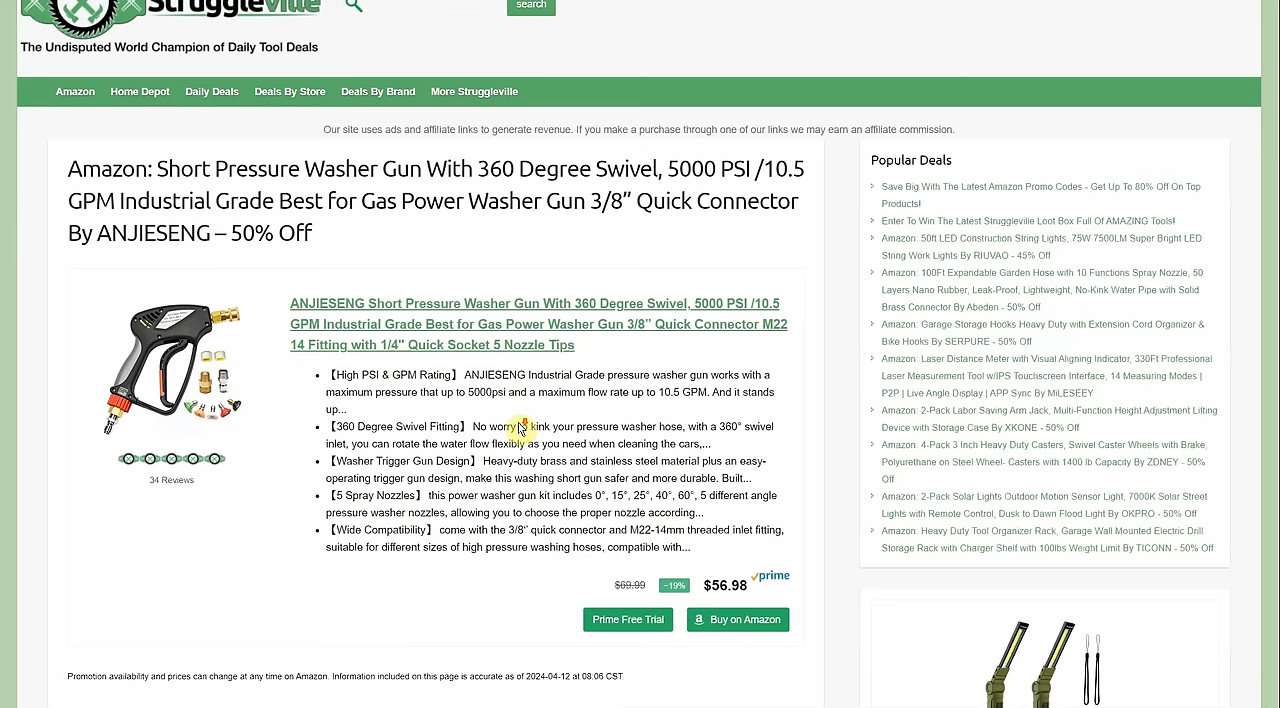 Struggleville
search
The Undisputed World Champion of Daily Tool Deals
Amazon Home Depot Daily Deals Deals By Store Deals By Brand More Struggleville
Our site uses ads and affiliate links to generate revenue. If you make a purchase through one of our links we may earn an affiliate commission.
Amazon: Short Pressure Washer Gun With 360 Degree Swivel, 5000 PSI /10.5
GPM Industrial Grade Best for Gas Power Washer Gun 3/8” Quick Connector
By ANJIESENG – 50% Off
ANJIESENG Short Pressure Washer Gun With 360 Degree Swivel, 5000 PSI /10.5
GPM Industrial Grade Best for Gas Power Washer Gun 3/8” Quick Connector M22
14 Fitting with 1/4" Quick Socket 5 Nozzle Tips
【High PSI & GPM Rating】 ANJIESENG Industrial Grade pressure washer gun works with a
maximum pressure that up to 5000psi and a maximum flow rate up to 10.5 GPM. And it stands
up...
【360 Degree Swivel Fitting】 No worry kink your pressure washer hose, with a 360° swivel
inlet, you can rotate the water flow flexibly as you need when cleaning the cars,...
【Washer Trigger Gun Design】 Heavy-duty brass and stainless steel material plus an easy-
operating trigger gun design, make this washing short gun safer and more durable. Built...
【5 Spray Nozzles】 this power washer gun kit includes 0°, 15°, 25°, 40°, 60°, 5 different angle
pressure washer nozzles, allowing you to choose the proper nozzle according...
【Wide Compatibility】 come with the 3/8” quick connector and M22-14mm threaded inlet fitting,
suitable for different sizes of high pressure washing hoses, compatible with...
34 Reviews
$69.99 −19% $56.98 prime
Prime Free Trial
Buy on Amazon
Promotion availability and prices can change at any time on Amazon. Information included on this page is accurate as of 2024-04-12 at 08:06 CST.
Popular Deals
Save Big With The Latest Amazon Promo Codes - Get Up To 80% Off On Top
Products!
Enter To Win The Latest Struggleville Loot Box Full Of AMAZING Tools!
Amazon: 50ft LED Construction String Lights, 75W 7500LM Super Bright LED
String Work Lights By RIUVAO - 45% Off
Amazon: 100Ft Expandable Garden Hose with 10 Functions Spray Nozzle, 50
Layers Nano Rubber, Leak-Proof, Lightweight, No-Kink Water Pipe with Solid
Brass Connector By Abeden - 50% Off
Amazon: Garage Storage Hooks Heavy Duty with Extension Cord Organizer &
Bike Hooks By SERPURE - 50% Off
Amazon: Laser Distance Meter with Visual Aligning Indicator, 330Ft Professional
Laser Measurement Tool w/IPS Touchscreen Interface, 14 Measuring Modes |
P2P | Live Angle Display | APP Sync By MiLESEEY
Amazon: 2-Pack Labor Saving Arm Jack, Multi-Function Height Adjustment Lifting
Device with Storage Case By XKONE - 50% Off
Amazon: 4-Pack 3 Inch Heavy Duty Casters, Swivel Caster Wheels with Brake,
Polyurethane on Steel Wheel- Casters with 1400 lb Capacity By ZDNEY - 50%
Off
Amazon: 2-Pack Solar Lights Outdoor Motion Sensor Light, 7000K Solar Street
Lights with Remote Control, Dusk to Dawn Flood Light By OKPRO - 50% Off
Amazon: Heavy Duty Tool Organizer Rack, Garage Wall Mounted Electric Drill
Storage Rack with Charger Shelf with 100lbs Weight Limit By TICONN - 50% Off